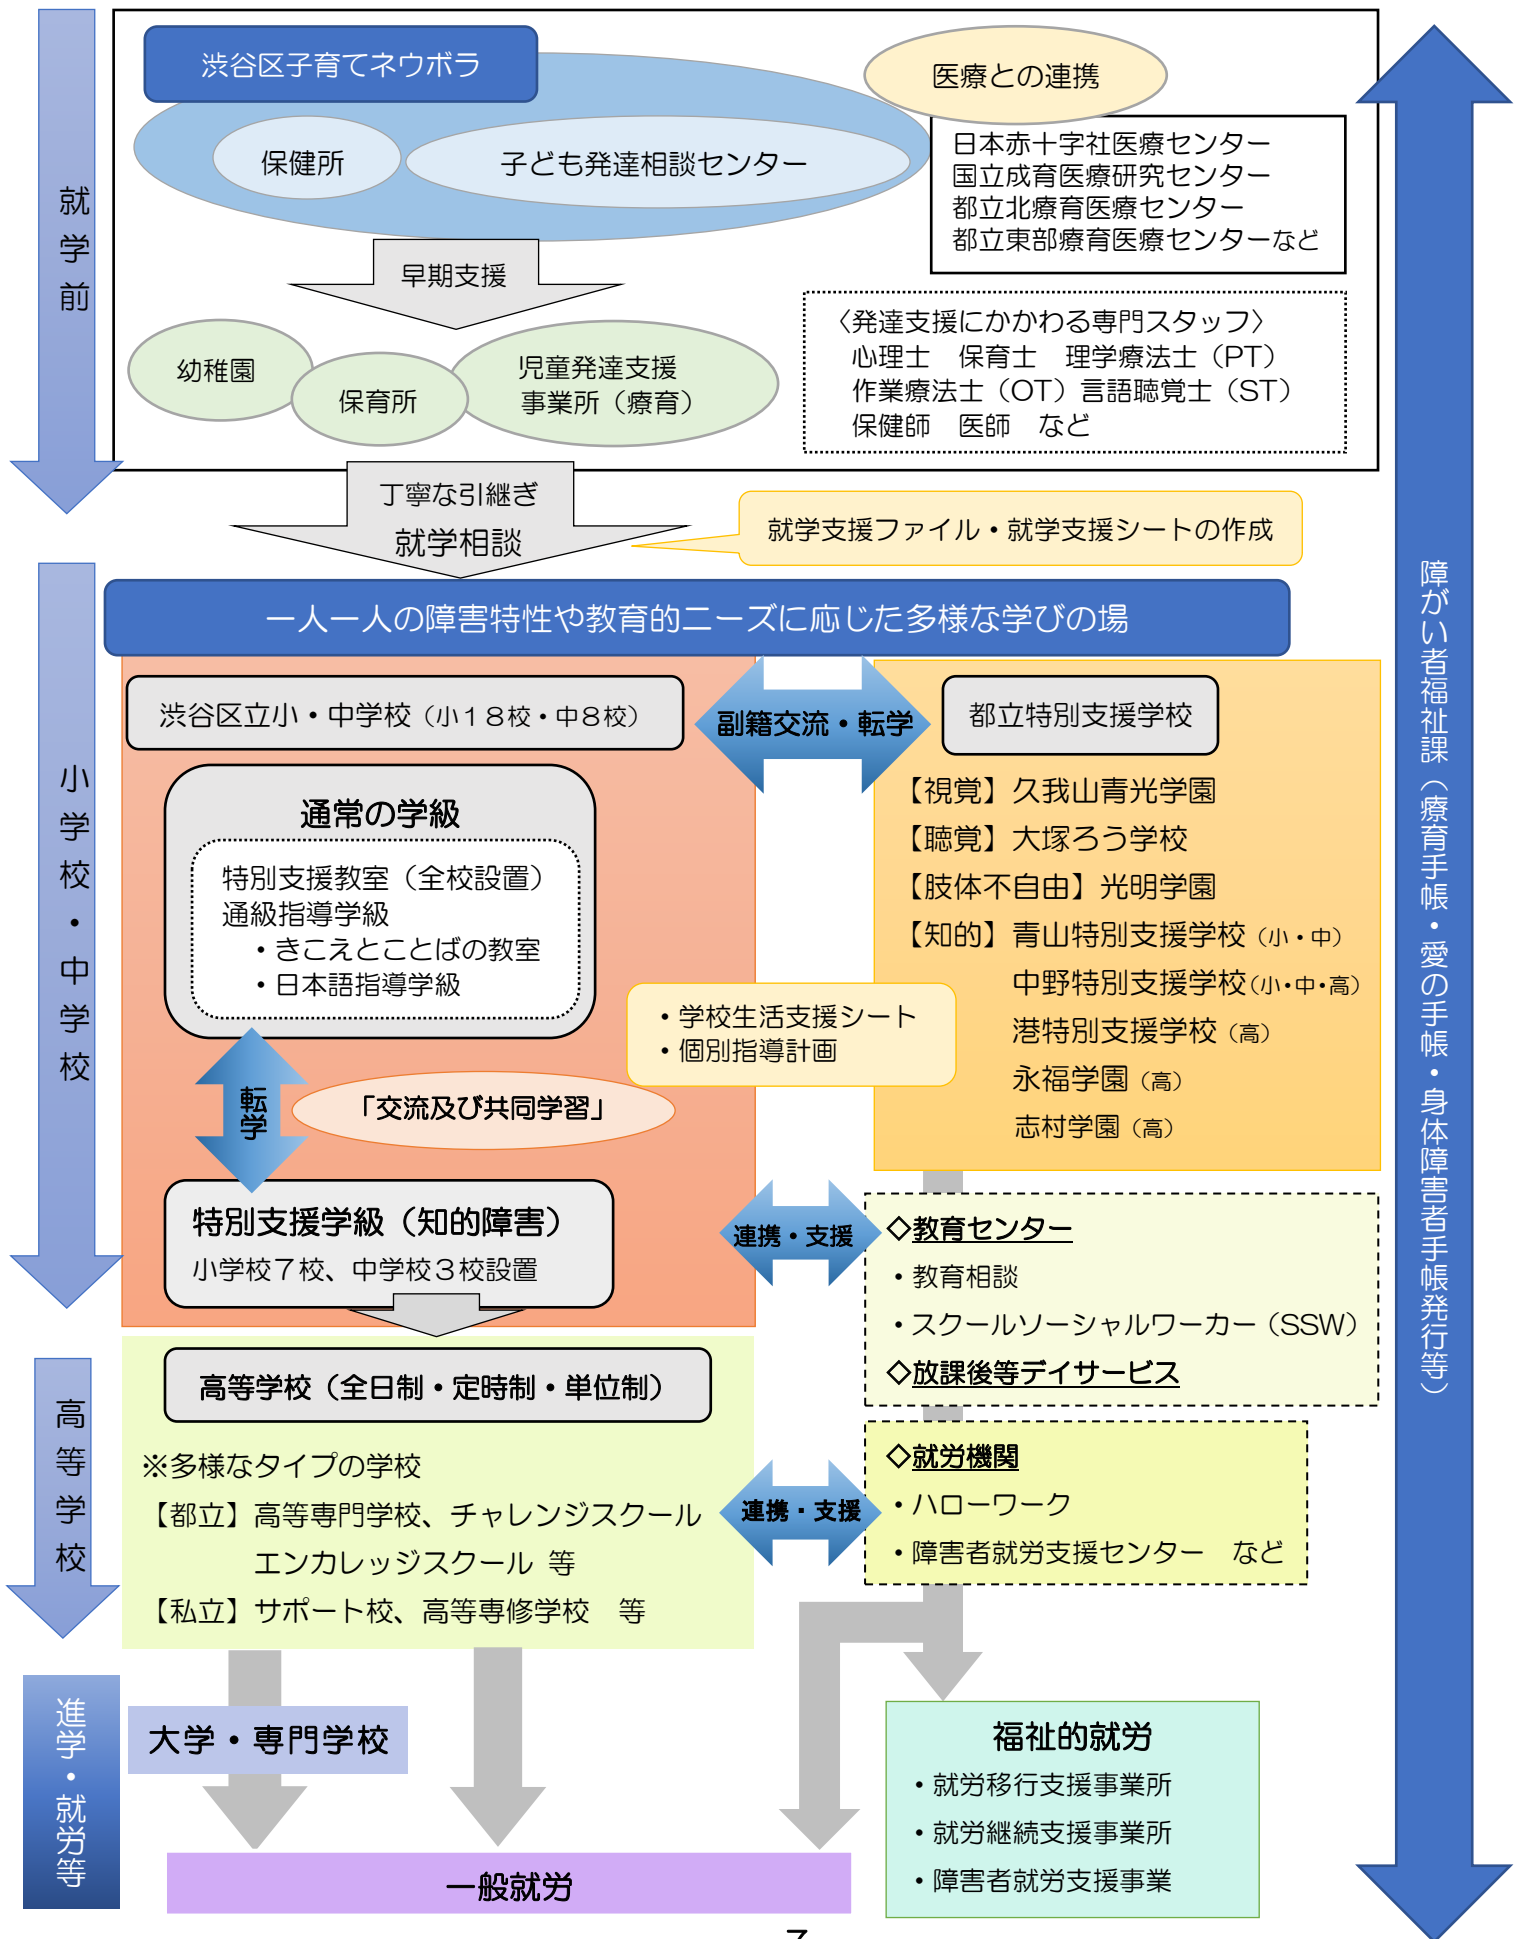 就学前
渋谷区子育てネウボラ
保健所
子ども発達相談センター
医療との連携
日本赤十字社医療センター
国立成育医療研究センター
都立北療育医療センター
都立東部療育医療センターなど
早期支援
幼稚園
保育所
児童発達支援
事業所（療育）
〈発達支援にかかわる専門スタッフ〉
心理士　保育士　理学療法士（PT）
作業療法士（OT）言語聴覚士（ST）
保健師　医師　など
丁寧な引継ぎ
就学相談
就学支援ファイル・就学支援シートの作成
小学校・中学校
一人一人の障害特性や教育的ニーズに応じた多様な学びの場
渋谷区立小・中学校（小１８校・中８校）
副籍交流・転学
都立特別支援学校
通常の学級
特別支援教室（全校設置）
通級指導学級
・きこえとことばの教室
・日本語指導学級
【視覚】久我山青光学園
【聴覚】大塚ろう学校
【肢体不自由】光明学園
【知的】青山特別支援学校（小・中）
中野特別支援学校（小・中・高）
港特別支援学校（高）
永福学園（高）
志村学園（高）
・学校生活支援シート
・個別指導計画
転学
「交流及び共同学習」
特別支援学級（知的障害）
小学校７校、中学校３校設置
連携・支援
◇教育センター
・教育相談
・スクールソーシャルワーカー（SSW）
◇放課後等デイサービス
高等学校
高等学校（全日制・定時制・単位制）
※多様なタイプの学校
【都立】高等専門学校、チャレンジスクール
エンカレッジスクール 等
【私立】サポート校、高等専修学校　等
連携・支援
◇就労機関
・ハローワーク
・障害者就労支援センター　など
進学・就労等
大学・専門学校
一般就労
福祉的就労
・就労移行支援事業所
・就労継続支援事業所
・障害者就労支援事業
障がい者福祉課（療育手帳・愛の手帳・身体障害者手帳発行等）